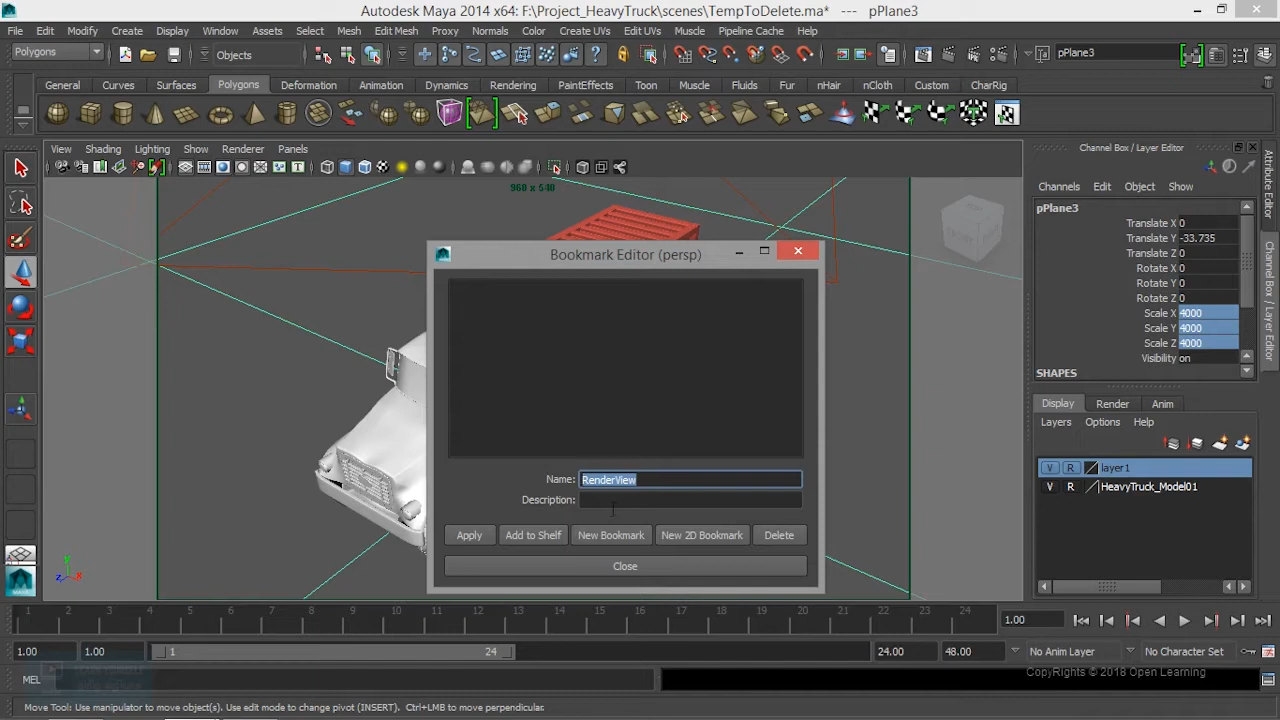 Autodesk Maya 2014 x64: F:\Project_HeavyTruck\scenes\TempToDelete.ma* --- pPlane3
File Edit Modify Create Display Window Assets Select Mesh Edit Mesh Proxy Normals Color Create UVs Edit UVs Muscle Pipeline Cache Help
Polygons Objects pPlane3
General Curves Surfaces Polygons Deformation Animation Dynamics Rendering PaintEffects Toon Muscle Fluids Fur nHair nCloth Custom CharRig
View Shading Lighting Show Renderer Panels
960 x 540
Channel Box / Layer Editor
Channels Edit Object Show
pPlane3
Translate X 0
Translate Y -33.735
Translate Z 0
Rotate X 0
Rotate Y 0
Rotate Z 0
Scale X 4000
Scale Y 4000
Scale Z 4000
Visibility on
SHAPES
Display Render Anim
Layers Options Help
V R layer1
V R HeavyTruck_Model01
Attribute Editor
Channel Box / Layer Editor
Bookmark Editor (persp)
Name: RenderView
Description:
Apply Add to Shelf New Bookmark New 2D Bookmark Delete
Close
1 2 3 4 5 6 7 8 9 10 11 12 13 14 15 16 17 18 19 20 21 22 23 24 1.00
1.00 1.00 1 24 24.00 48.00 No Anim Layer No Character Set
MEL
CopyRights © 2018 Open Learning
Move Tool: Use manipulator to move object(s). Use edit mode to change pivot (INSERT). Ctrl+LMB to move perpendicular.